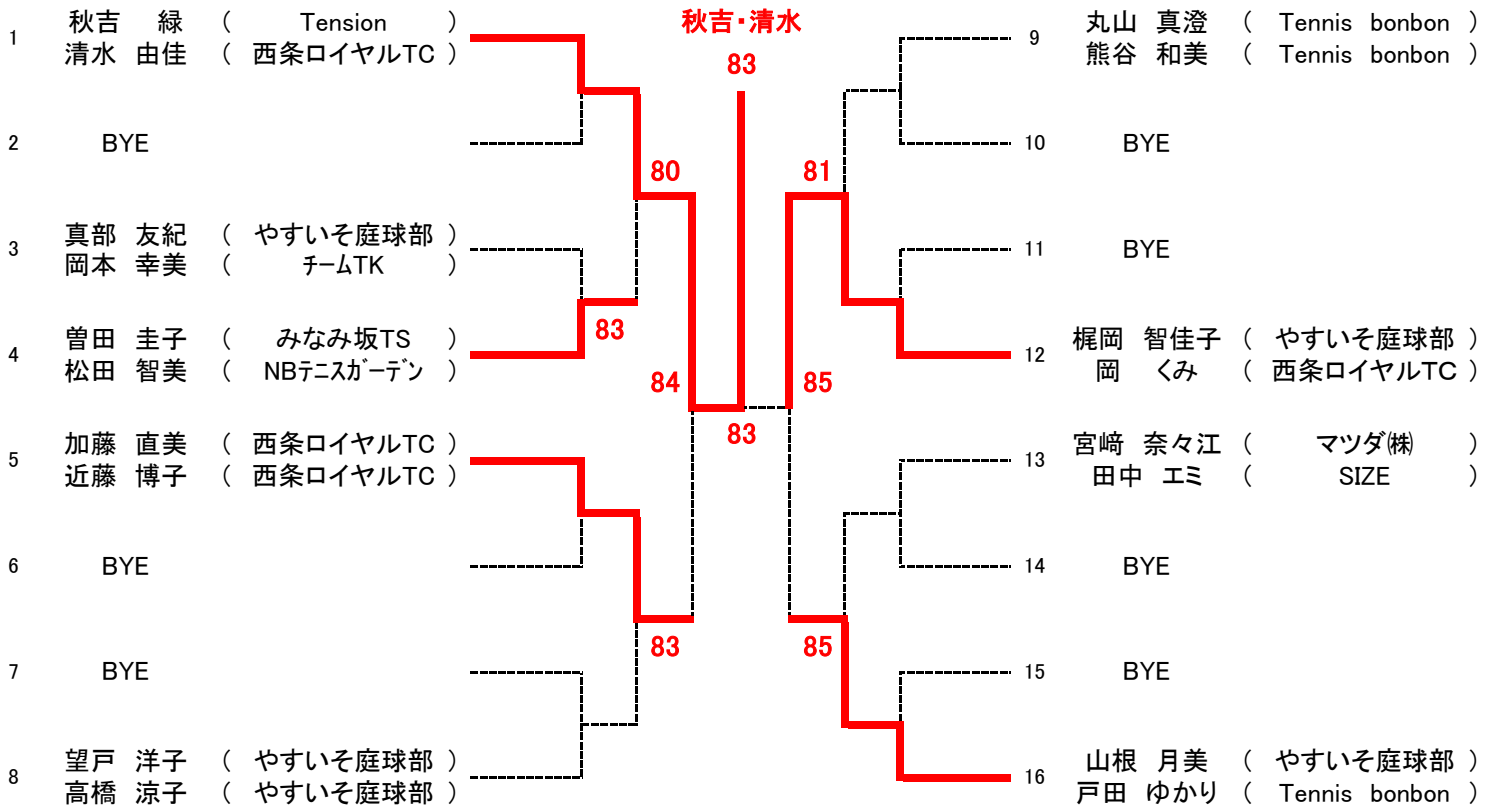 秋吉・清水
83
1
秋吉 緑 ( Tension )
清水 由佳 ( 西条ロイヤルTC )
2 BYE
80
3
真部 友紀 ( やすいそ庭球部 )
岡本 幸美 ( チームTK )
83
4
曽田 圭子 ( みなみ坂TS )
松田 智美 ( NBテニスガーデン )
84
83
5
加藤 直美 ( 西条ロイヤルTC )
近藤 博子 ( 西条ロイヤルTC )
6 BYE
83
7 BYE
8
望戸 洋子 ( やすいそ庭球部 )
高橋 涼子 ( やすいそ庭球部 )
9
丸山 真澄 ( Tennis bonbon )
熊谷 和美 ( Tennis bonbon )
10 BYE
81
11 BYE
12
梶岡 智佳子 ( やすいそ庭球部 )
岡 くみ ( 西条ロイヤルTC )
85
13
宮﨑 奈々江 ( マツダ㈱ )
田中 エミ ( SIZE )
14 BYE
85
15 BYE
16
山根 月美 ( やすいそ庭球部 )
戸田 ゆかり ( Tennis bonbon )